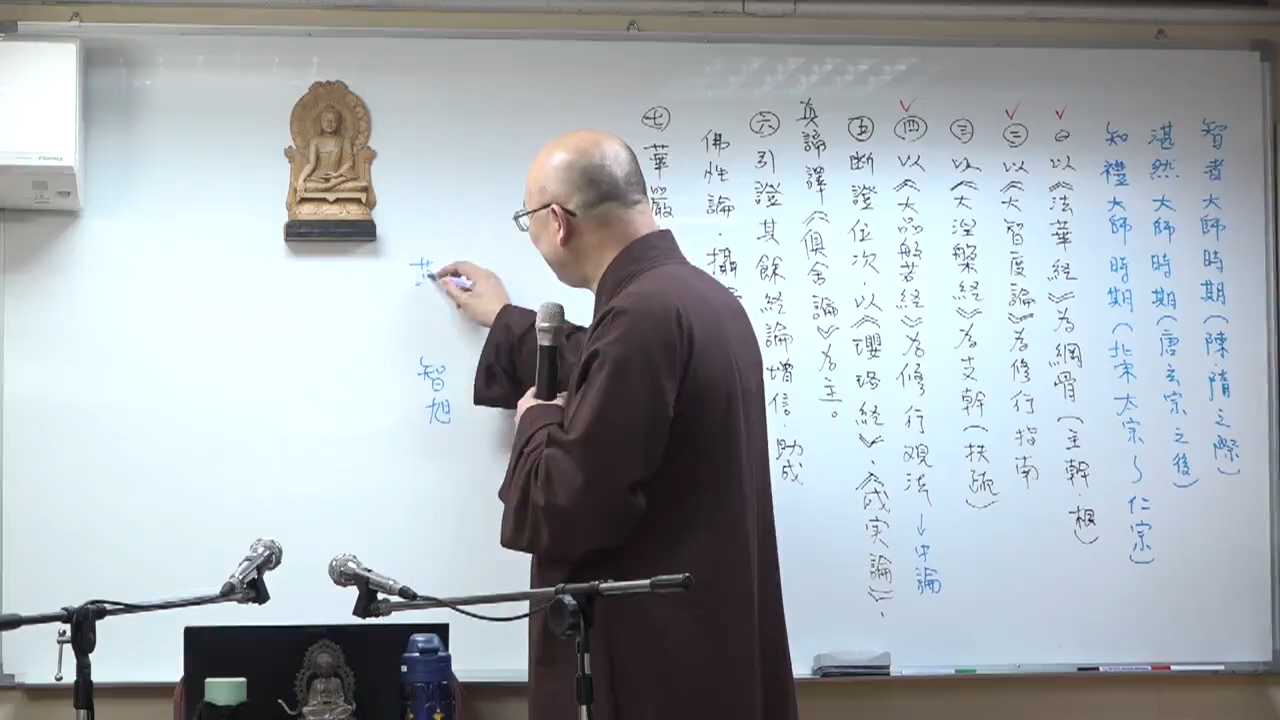 智者大師時期(陳隋之際)
湛然大師時期(唐玄宗之後)
知禮大師時期(北宋太宗~仁宗)
㊀以《法華經》為綱骨(主幹·根)
㊁以《大智度論》為修行指南
㊂以《大涅槃經》為支幹(扶疏)
㊃以《大品般若經》為修行观法→中論
㊄断證位次.以《瓔珞經》、《成実論》、
真諦譯《俱舍論》為主。
㊅引證其餘經論增信.助成
佛性論.攝
㊆華嚴
智旭